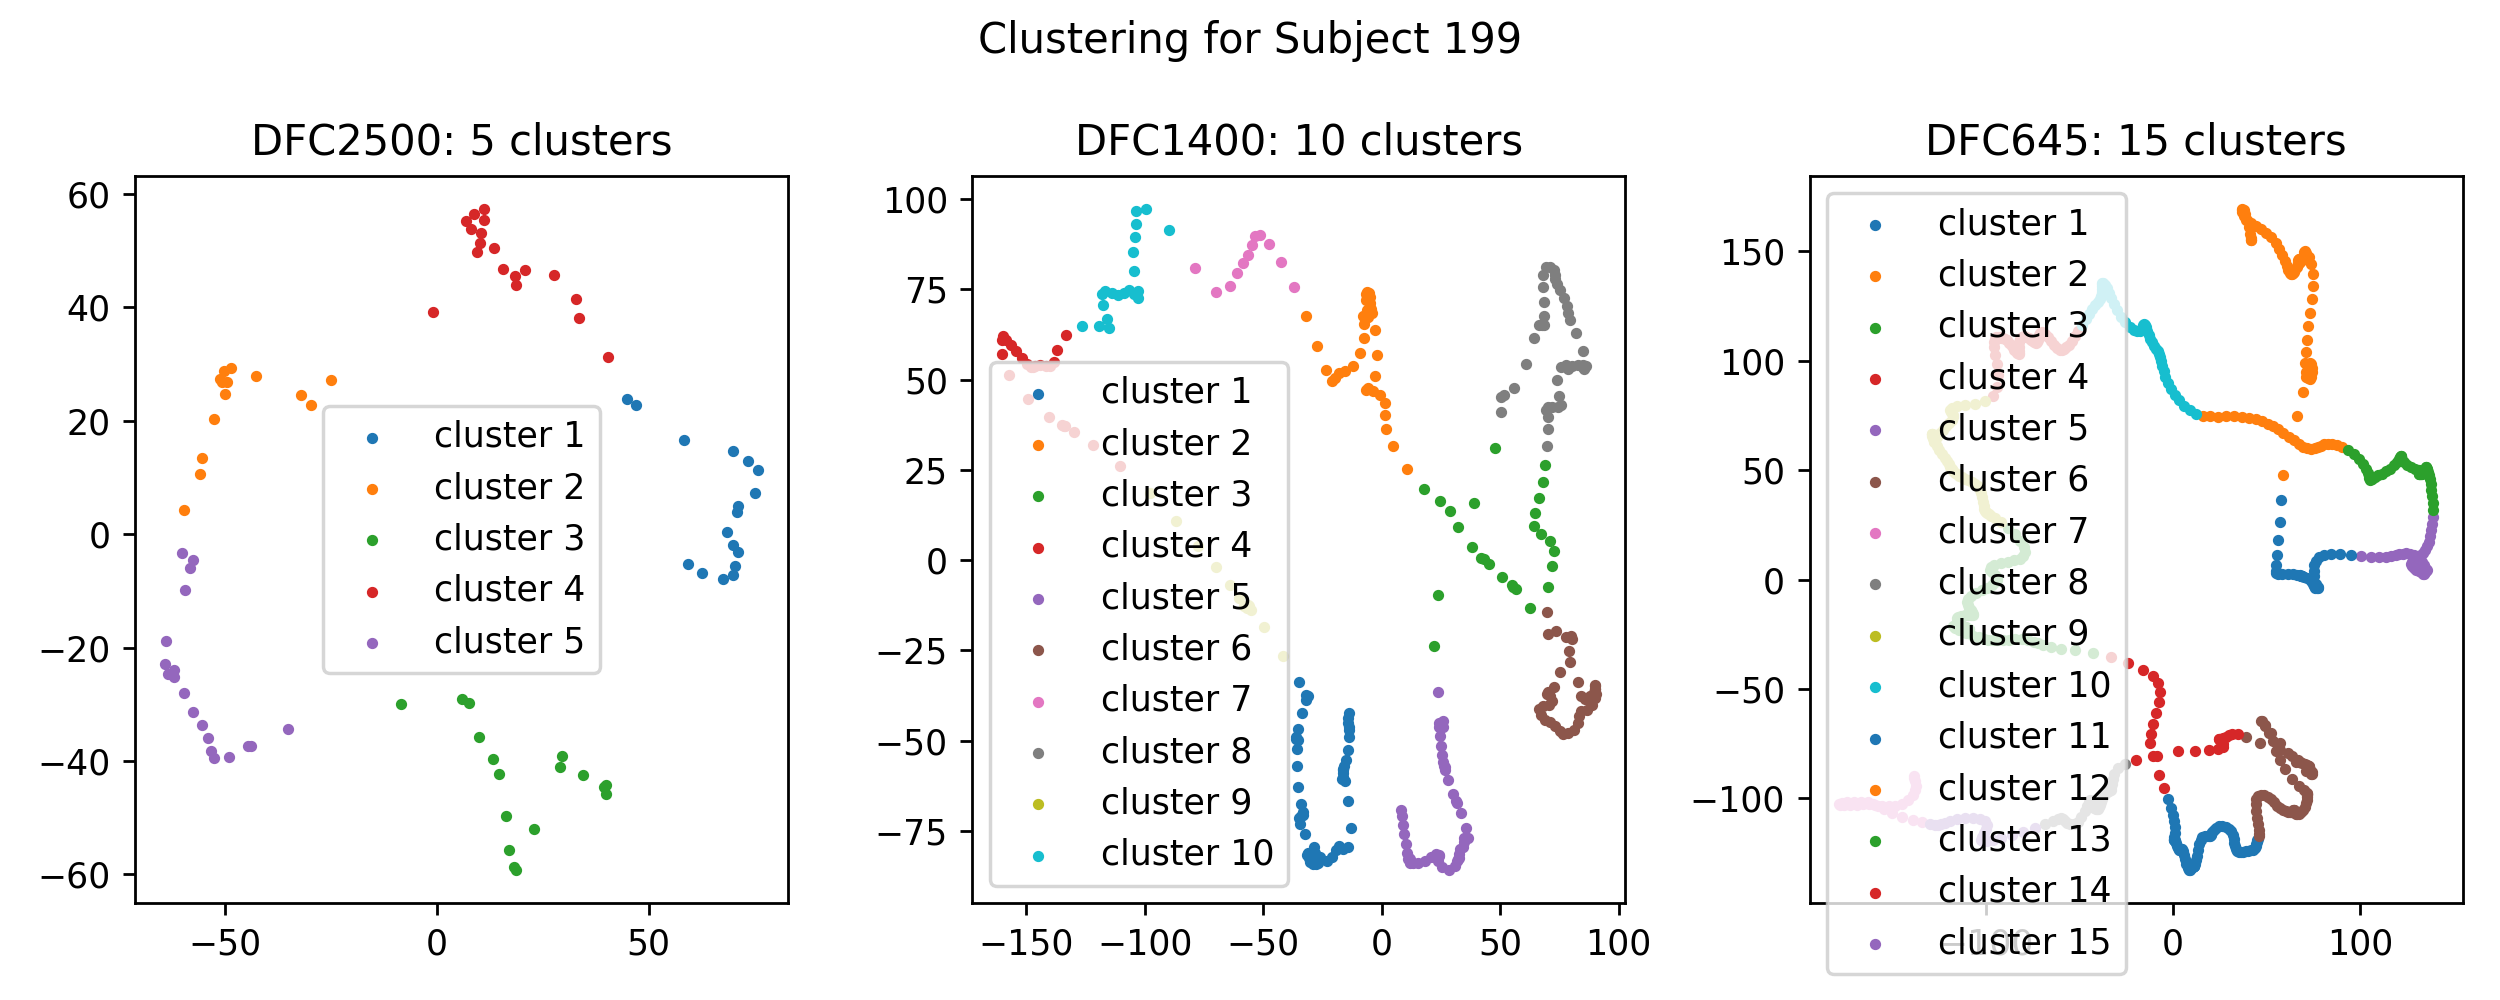 Clustering for Subject 199
DFC2500: 5 clusters
60
40
20
0
−20
−40
−60
−50
0
50
cluster 1
cluster 2
cluster 3
cluster 4
cluster 5
DFC1400: 10 clusters
100
75
50
25
0
−25
−50
−75
−150
−100
−50
0
50
100
cluster 1
cluster 2
cluster 3
cluster 4
cluster 5
cluster 6
cluster 7
cluster 8
cluster 9
cluster 10
DFC645: 15 clusters
150
100
50
0
−50
−100
−100
0
100
cluster 1
cluster 2
cluster 3
cluster 4
cluster 5
cluster 6
cluster 7
cluster 8
cluster 9
cluster 10
cluster 11
cluster 12
cluster 13
cluster 14
cluster 15